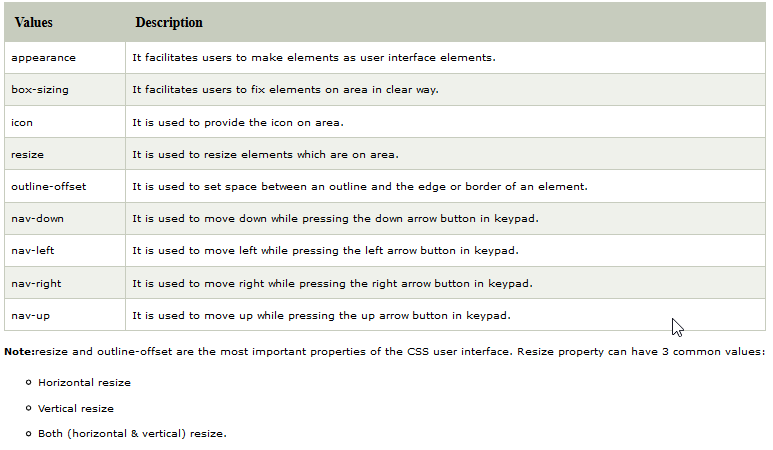 Values Description
appearance It facilitates users to make elements as user interface elements.
box-sizing It facilitates users to fix elements on area in clear way.
icon It is used to provide the icon on area.
resize It is used to resize elements which are on area.
outline-offset It is used to set space between an outline and the edge or border of an element.
nav-down It is used to move down while pressing the down arrow button in keypad.
nav-left It is used to move left while pressing the left arrow button in keypad.
nav-right It is used to move right while pressing the right arrow button in keypad.
nav-up It is used to move up while pressing the up arrow button in keypad.
Note:resize and outline-offset are the most important properties of the CSS user interface. Resize property can have 3 common values:
Horizontal resize
Vertical resize
Both (horizontal & vertical) resize.